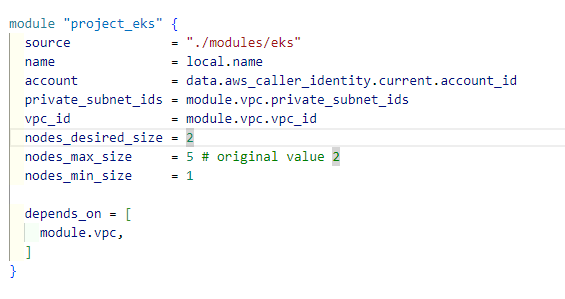 module "project_eks" {
  source             = "./modules/eks"
  name               = local.name
  account            = data.aws_caller_identity.current.account_id
  private_subnet_ids = module.vpc.private_subnet_ids
  vpc_id             = module.vpc.vpc_id
  nodes_desired_size = 2
  nodes_max_size     = 5 # original value 2
  nodes_min_size     = 1

  depends_on = [
    module.vpc,
  ]
}